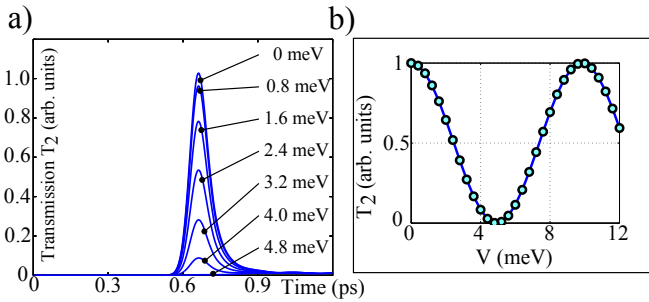 a)
Transmission T2 (arb. units)
1.0
0.8
0.6
0.4
0.2
0
0 meV
0.8 meV
1.6 meV
2.4 meV
3.2 meV
4.0 meV
4.8 meV
0
0.3
0.6
0.9
Time (ps)
b)
T2 (arb. units)
1
0.5
0
0
4
8
12
V (meV)